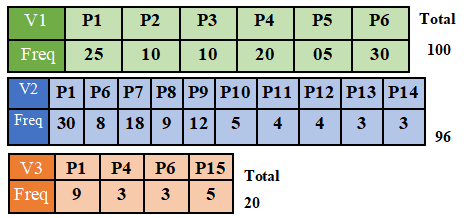 V1 P1 P2 P3 P4 P5 P6 Total
Freq 25 10 10 20 05 30 100
V2 P1 P6 P7 P8 P9 P10 P11 P12 P13 P14
Freq 30 8 18 9 12 5 4 4 3 3 96
V3 P1 P4 P6 P15 Total
Freq 9 3 3 5 20